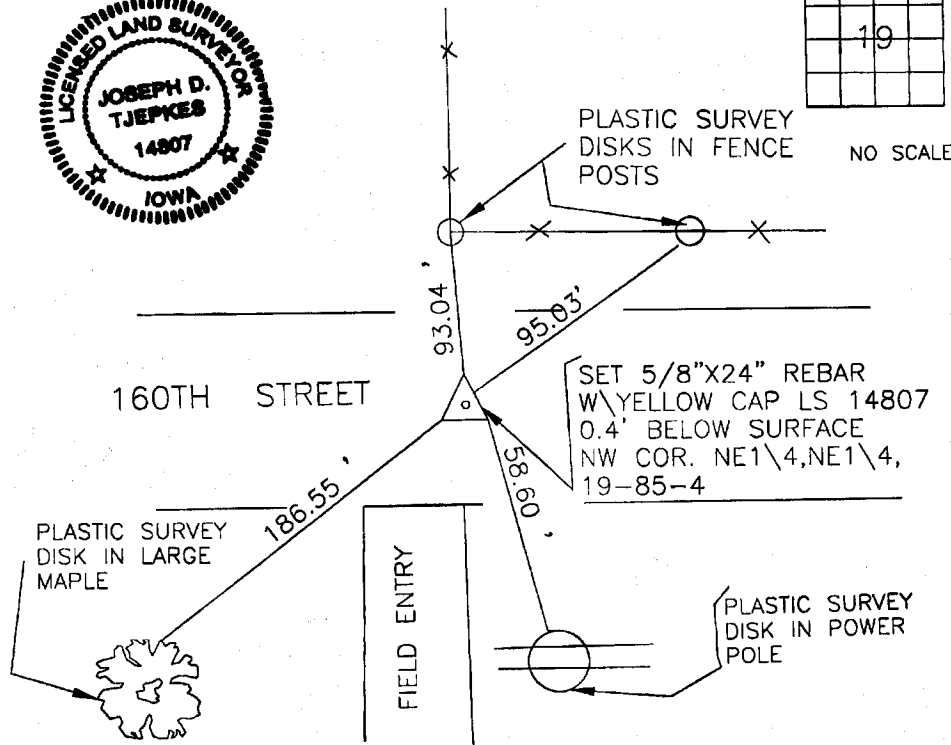 LICENSED LAND SURVEYOR
JOSEPH D.
TJEPKES
14807
IOWA
19
NO SCALE
PLASTIC SURVEY
DISKS IN FENCE
POSTS
93.04 '
95.03'
160TH STREET
SET 5/8"X24" REBAR
W\YELLOW CAP LS 14807
0.4' BELOW SURFACE
NW COR. NE1\4,NE1\4,
19-85-4
186.55 '
58.60 '
PLASTIC SURVEY
DISK IN LARGE
MAPLE
FIELD ENTRY
PLASTIC SURVEY
DISK IN POWER
POLE